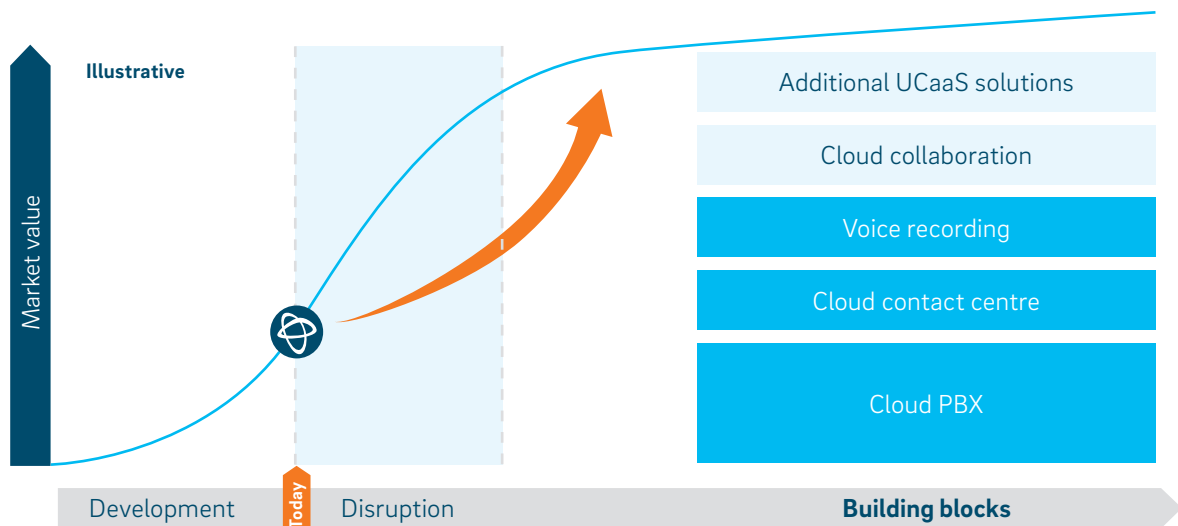 Illustrative
Market value
Additional UCaaS solutions
Cloud collaboration
Voice recording
Cloud contact centre
Cloud PBX
Development
Today
Disruption
Building blocks